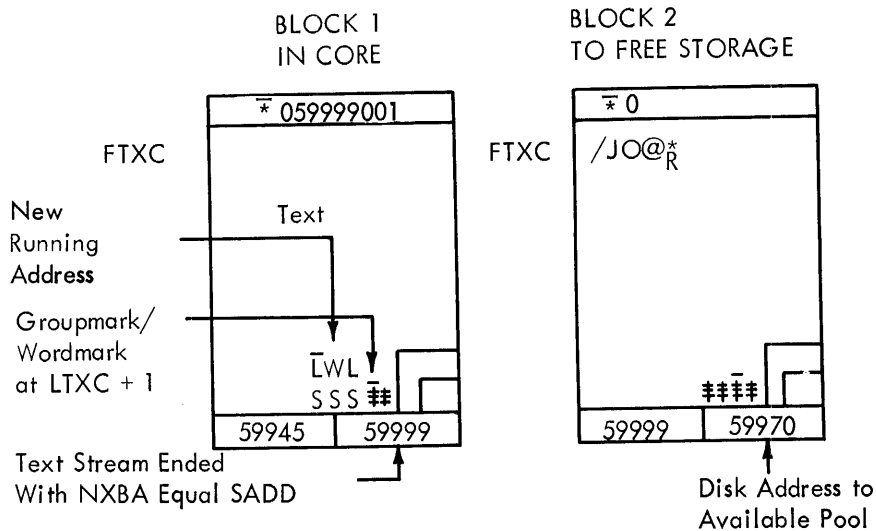 BLOCK 1
IN CORE
* 059999001
FTXC
New
Running
Address
Text
Groupmark/
Wordmark
at LTXC + 1
LWL
SSS ⧧⧧
59945 59999
Text Stream Ended
With NXBA Equal SADD
BLOCK 2
TO FREE STORAGE
* 0
FTXC
/JO@*R
⧧⧧⧧⧧
59999 59970
Disk Address to
Available Pool